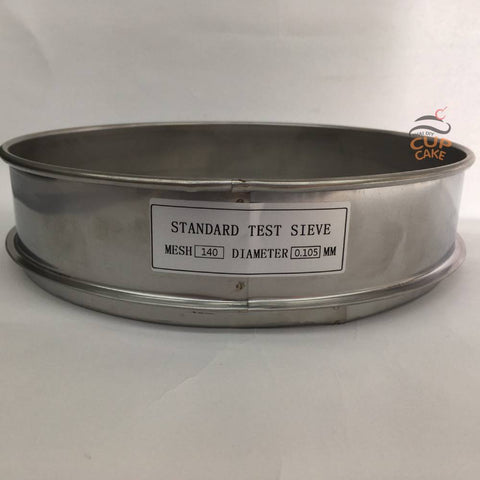 CUP
CAKE
STANDARD TEST SIEVE
MESH 140 DIAMETER 0.105 MM